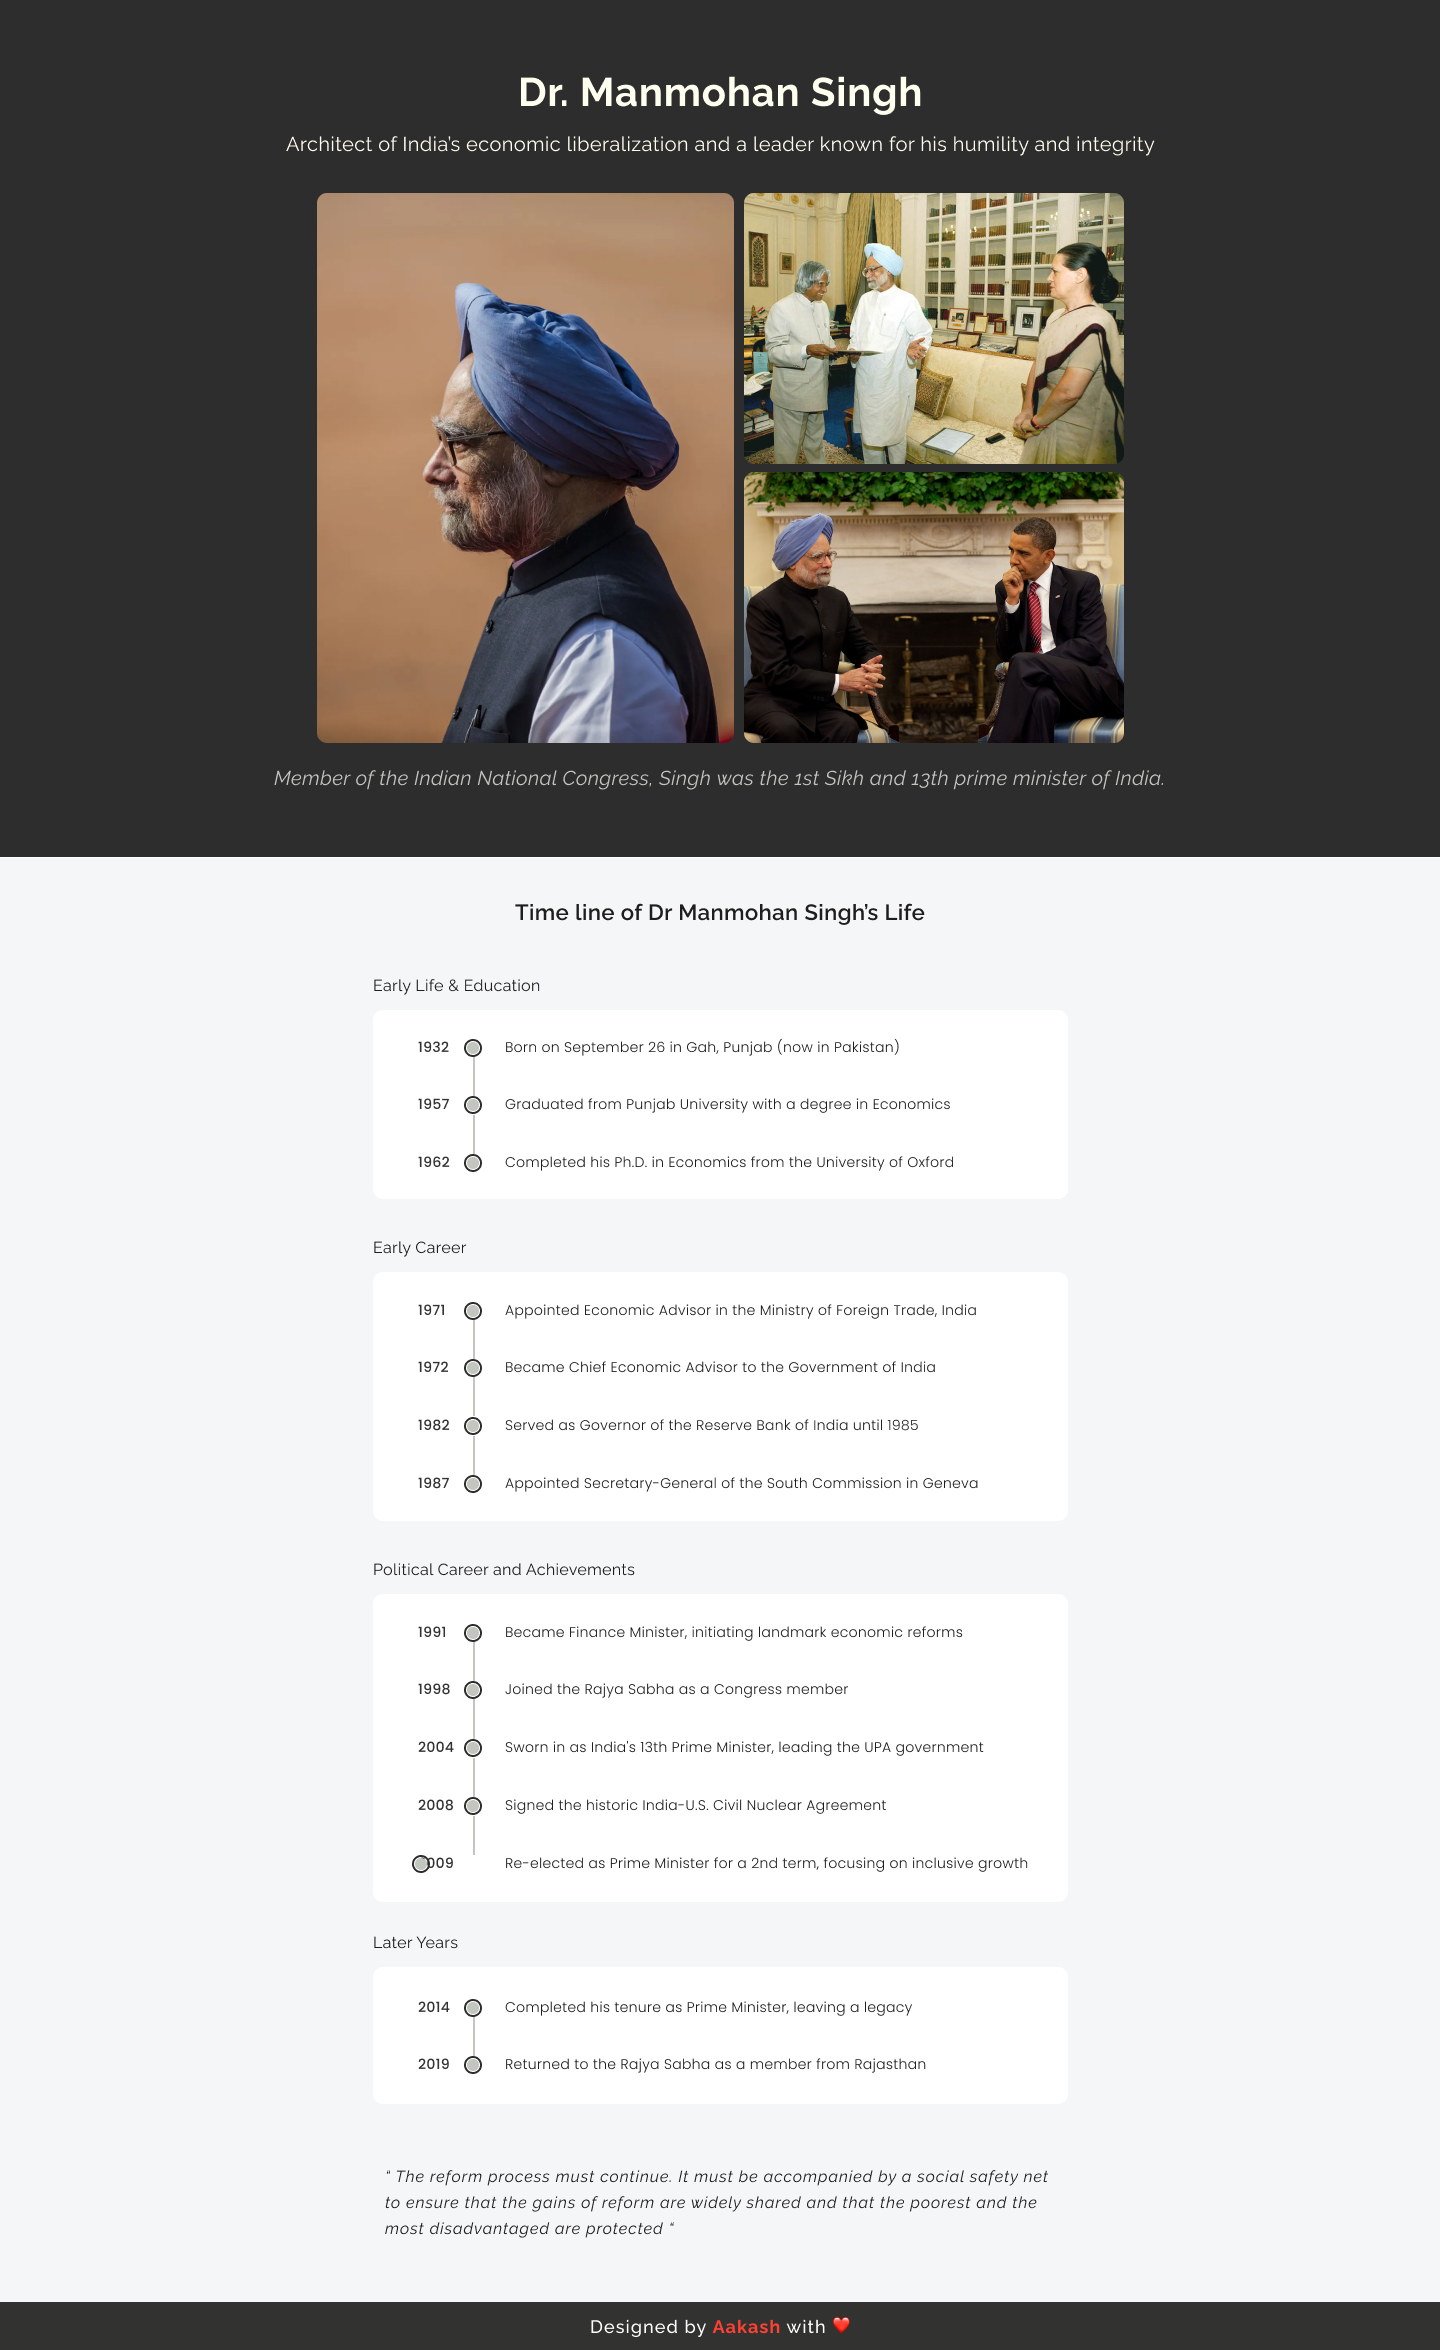 Dr. Manmohan Singh
Architect of India’s economic liberalization and a leader known for his humility and integrity
Member of the Indian National Congress, Singh was the 1st Sikh and 13th prime minister of India.
Time line of Dr Manmohan Singh’s Life
Early Life & Education
1932 Born on September 26 in Gah, Punjab (now in Pakistan)
1957 Graduated from Punjab University with a degree in Economics
1962 Completed his Ph.D. in Economics from the University of Oxford
Early Career
1971 Appointed Economic Advisor in the Ministry of Foreign Trade, India
1972 Became Chief Economic Advisor to the Government of India
1982 Served as Governor of the Reserve Bank of India until 1985
1987 Appointed Secretary-General of the South Commission in Geneva
Political Career and Achievements
1991 Became Finance Minister, initiating landmark economic reforms
1998 Joined the Rajya Sabha as a Congress member
2004 Sworn in as India's 13th Prime Minister, leading the UPA government
2008 Signed the historic India-U.S. Civil Nuclear Agreement
2009 Re-elected as Prime Minister for a 2nd term, focusing on inclusive growth
Later Years
2014 Completed his tenure as Prime Minister, leaving a legacy
2019 Returned to the Rajya Sabha as a member from Rajasthan
“ The reform process must continue. It must be accompanied by a social safety net
to ensure that the gains of reform are widely shared and that the poorest and the
most disadvantaged are protected “
Designed by Aakash with ❤️